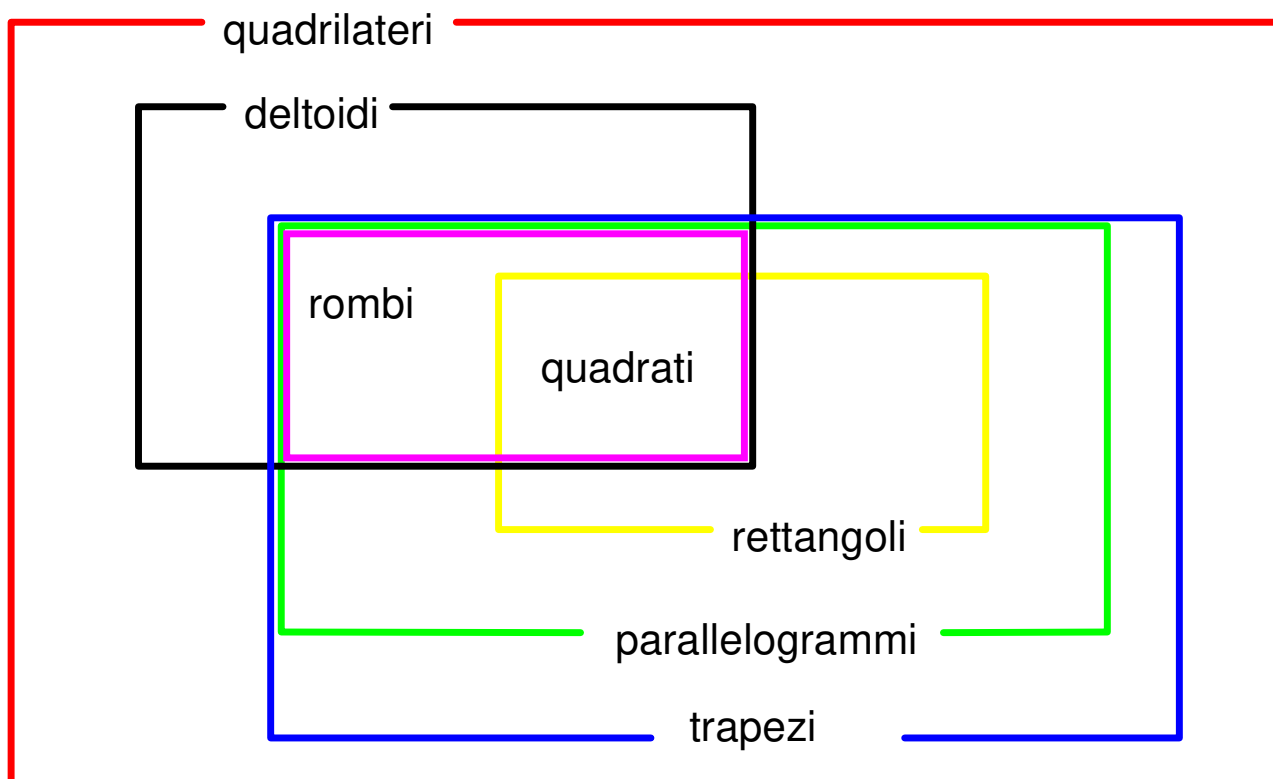 quadrilateri
deltoidi
rombi
quadrati
rettangoli
parallelogrammi
trapezi